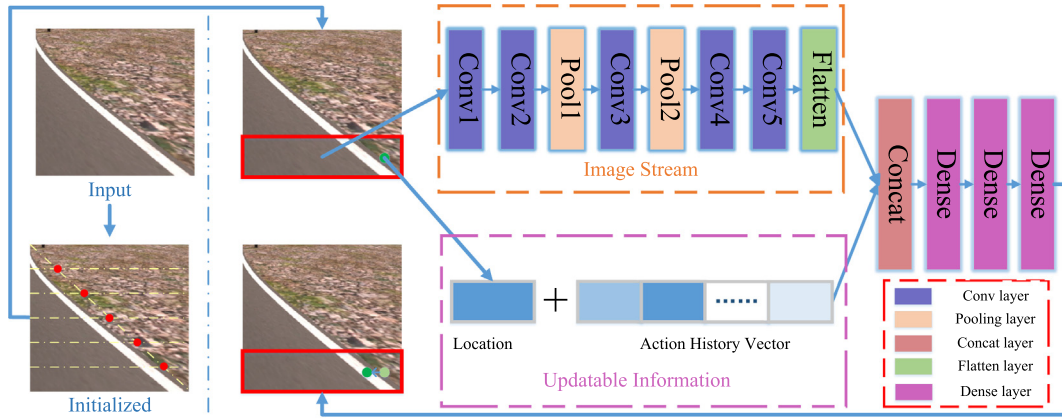 Input
Initialized
Conv1
Conv2
Pool1
Conv3
Pool2
Conv4
Conv5
Flatten
Image Stream
Location
+
Action History Vector
Updatable Information
Concat
Dense
Dense
Dense
Conv layer
Pooling layer
Concat layer
Flatten layer
Dense layer